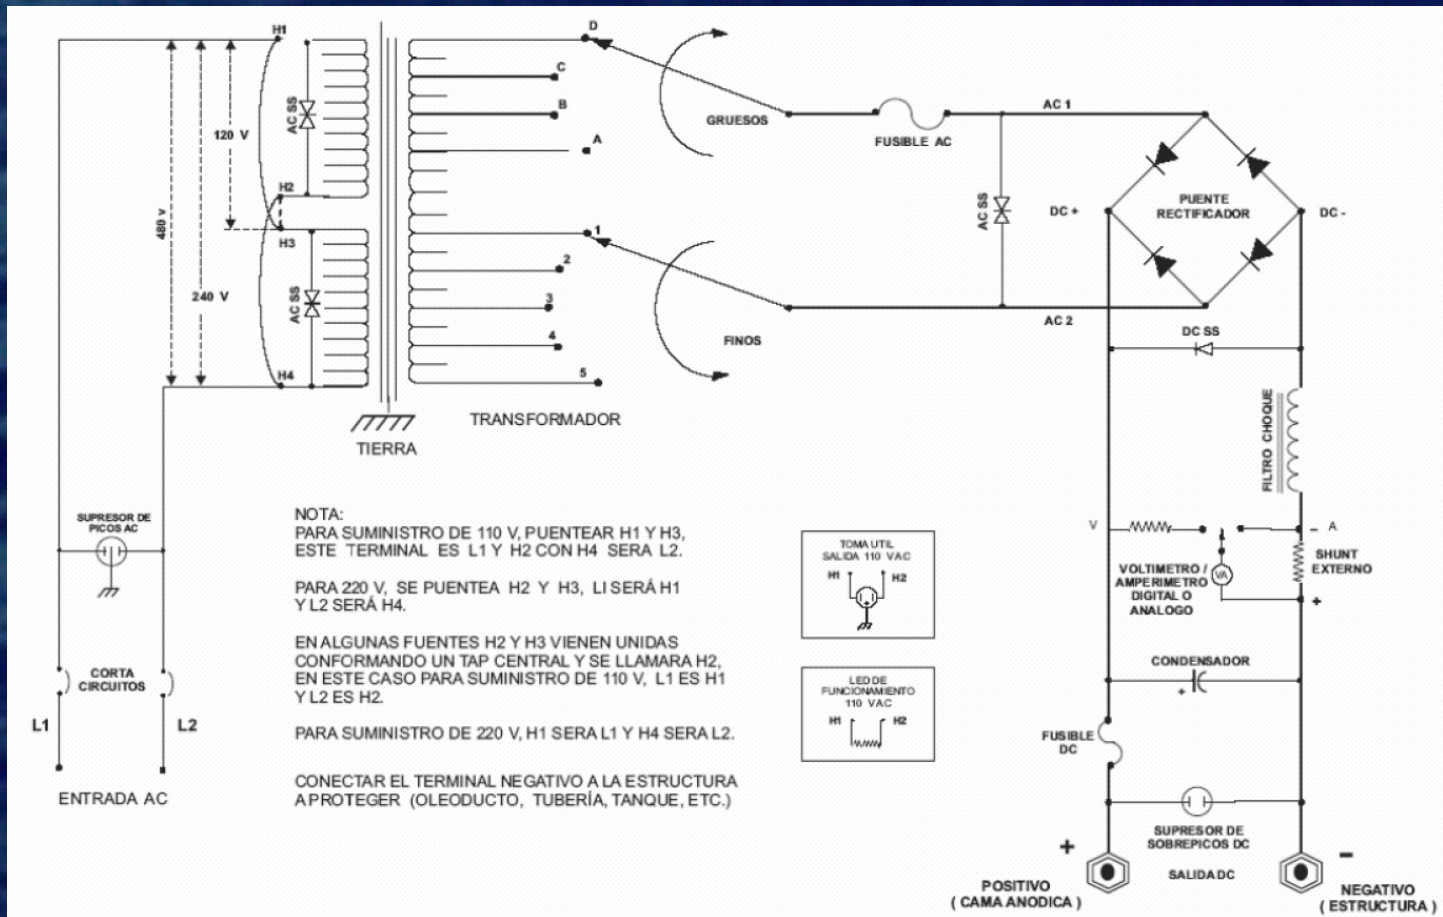 H1
D
C
B
A
GRUESOS
AC SS
120 V
480 v
240 V
H2
H3
AC SS
H4
1
2
3
4
5
FINOS
FUSIBLE AC
AC 1
AC SS
AC 2
PUENTE
RECTIFICADOR
DC +
DC -
DC SS
FILTRO CHOQUE
TRANSFORMADOR
TIERRA
SUPRESOR DE
PICOS AC
CORTA
CIRCUITOS
L1
L2
ENTRADA AC
NOTA:
PARA SUMINISTRO DE 110 V, PUENTEAR H1 Y H3,
ESTE TERMINAL ES L1 Y H2 CON H4 SERA L2.
PARA 220 V, SE PUENTEA H2 Y H3, LI SERÁ H1
Y L2 SERÁ H4.
EN ALGUNAS FUENTES H2 Y H3 VIENEN UNIDAS
CONFORMANDO UN TAP CENTRAL Y SE LLAMARA H2,
EN ESTE CASO PARA SUMINISTRO DE 110 V, L1 ES H1
Y L2 ES H2.
PARA SUMINISTRO DE 220 V, H1 SERA L1 Y H4 SERA L2.
CONECTAR EL TERMINAL NEGATIVO A LA ESTRUCTURA
A PROTEGER (OLEODUCTO, TUBERÍA, TANQUE, ETC.)
TOMA UTIL
SALIDA 110 VAC
H1
H2
LED DE
FUNCIONAMIENTO
110 VAC
H1
H2
V
- A
VOLTIMETRO /
AMPERIMETRO
DIGITAL O
ANALOGO
VA
SHUNT
EXTERNO
+
CONDENSADOR
+
FUSIBLE
DC
SUPRESOR DE
SOBREPICOS DC
SALIDA DC
+
-
POSITIVO
( CAMA ANODICA )
NEGATIVO
( ESTRUCTURA )